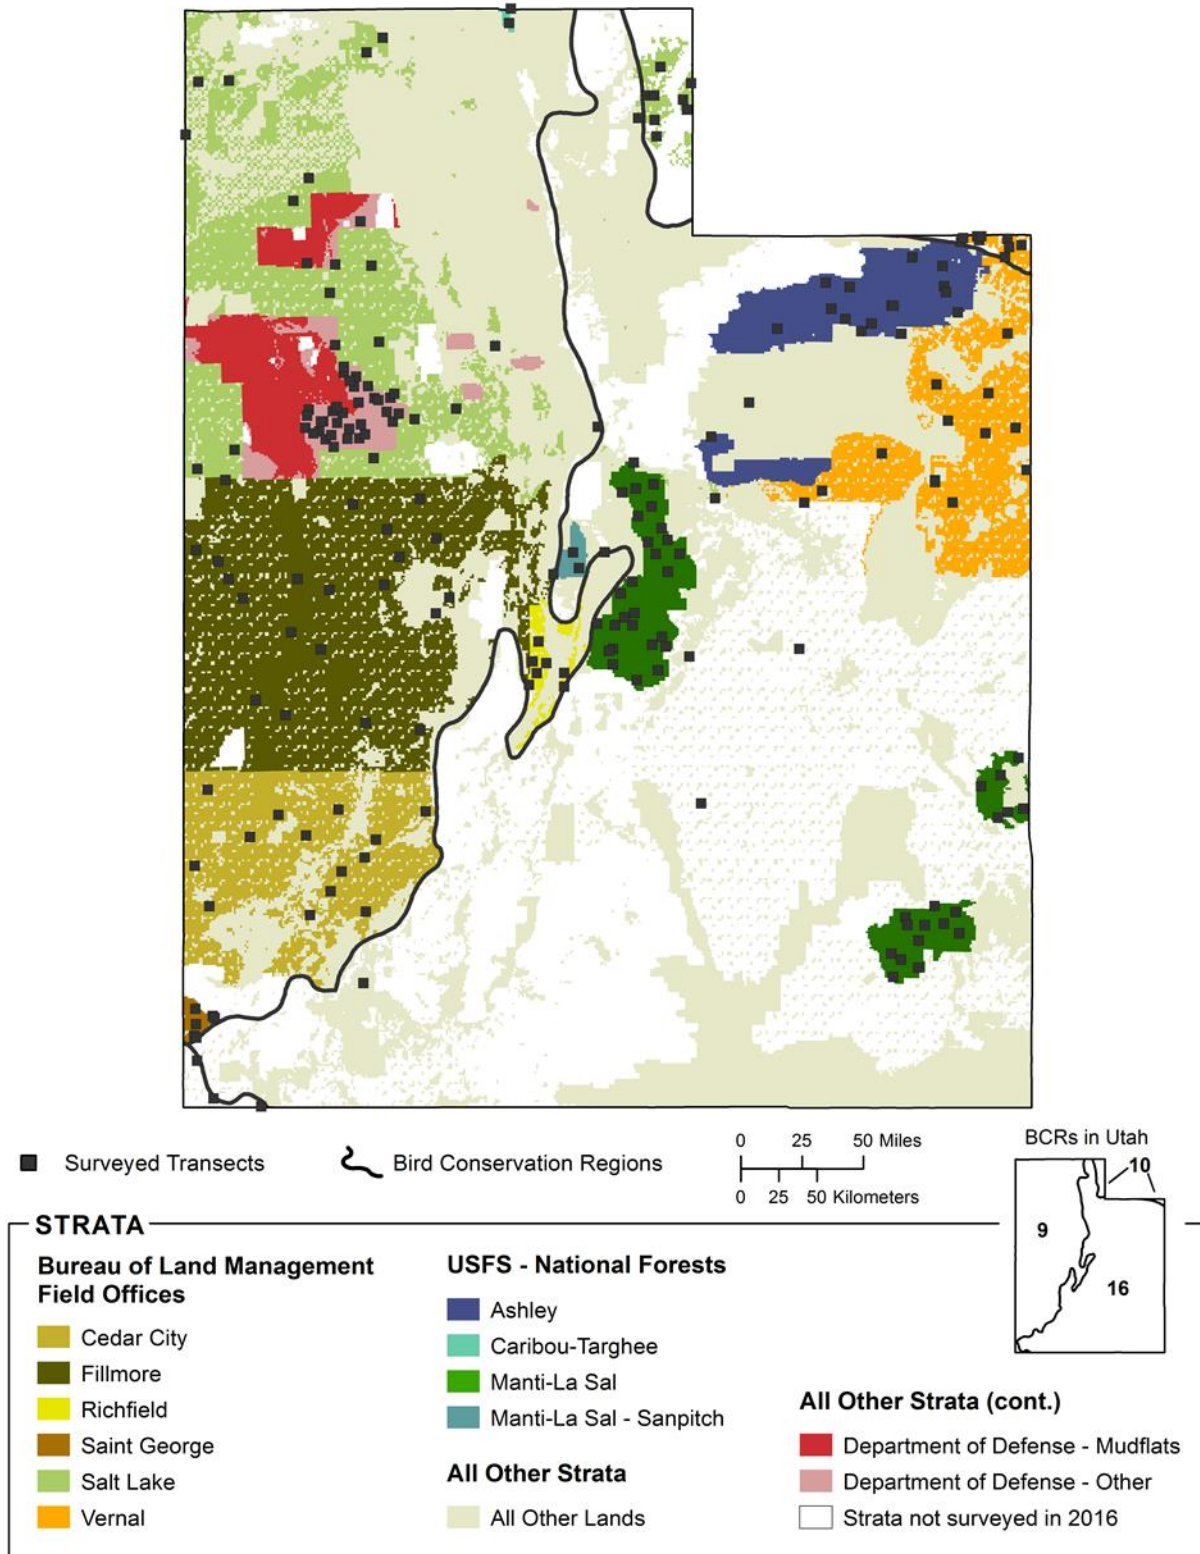 Surveyed Transects
Bird Conservation Regions
0 25 50 Miles
0 25 50 Kilometers
BCRs in Utah
10
9
16
STRATA
Bureau of Land Management
Field Offices
Cedar City
Fillmore
Richfield
Saint George
Salt Lake
Vernal
USFS - National Forests
Ashley
Caribou-Targhee
Manti-La Sal
Manti-La Sal - Sanpitch
All Other Strata
All Other Lands
All Other Strata (cont.)
Department of Defense - Mudflats
Department of Defense - Other
Strata not surveyed in 2016